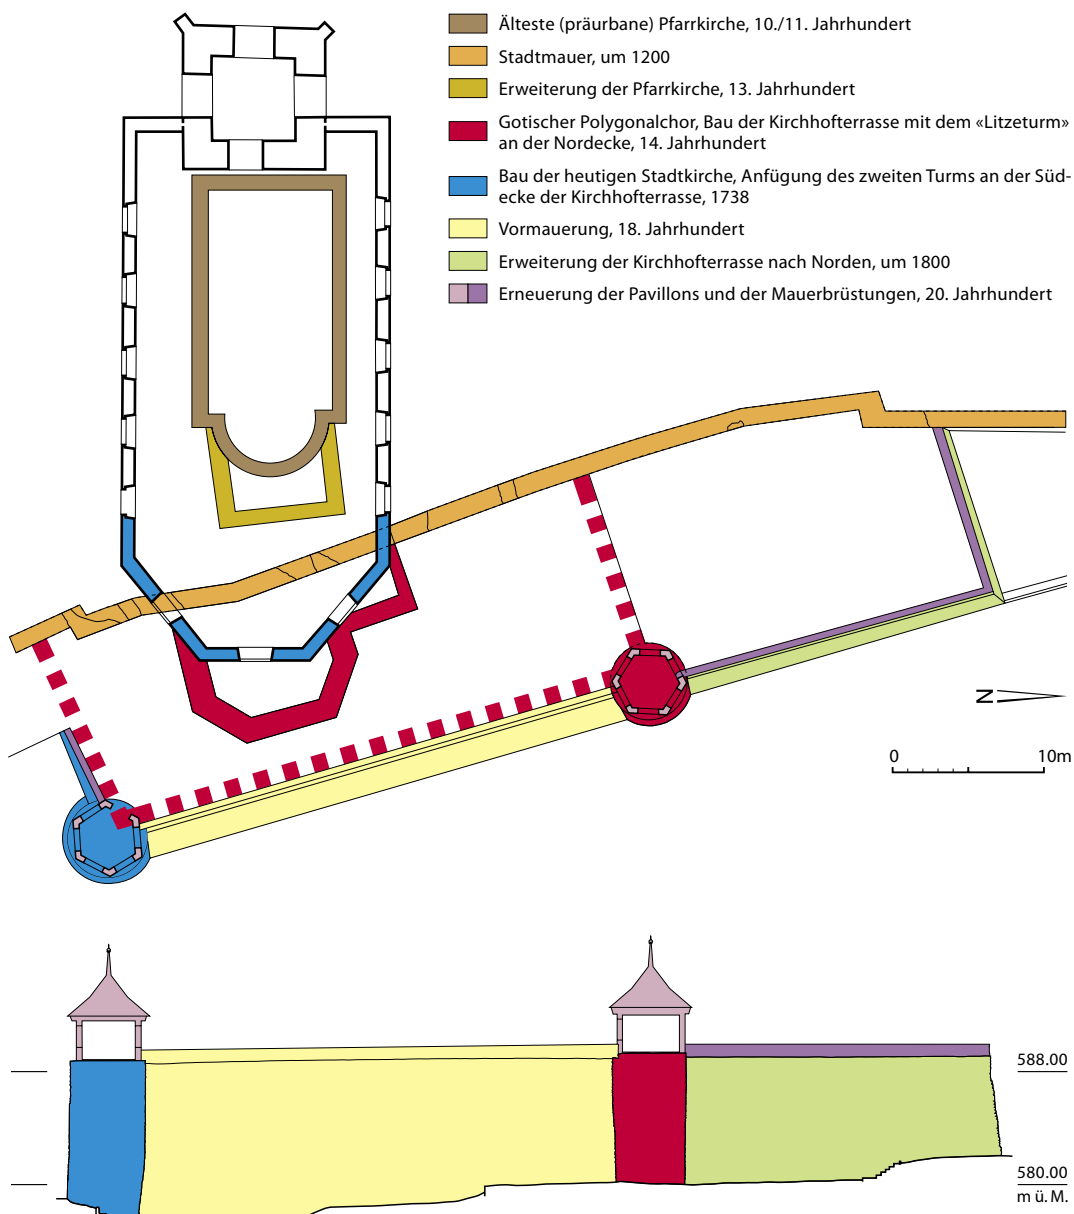 Älteste (präurbane) Pfarrkirche, 10./11. Jahrhundert
Stadtmauer, um 1200
Erweiterung der Pfarrkirche, 13. Jahrhundert
Gotischer Polygonalchor, Bau der Kirchhofterrasse mit dem «Litzeturm»
an der Nordecke, 14. Jahrhundert
Bau der heutigen Stadtkirche, Anfügung des zweiten Turms an der Süd-
ecke der Kirchhofterrasse, 1738
Vormauerung, 18. Jahrhundert
Erweiterung der Kirchhofterrasse nach Norden, um 1800
Erneuerung der Pavillons und der Mauerbrüstungen, 20. Jahrhundert
N
0 10m
588.00
580.00
m ü. M.